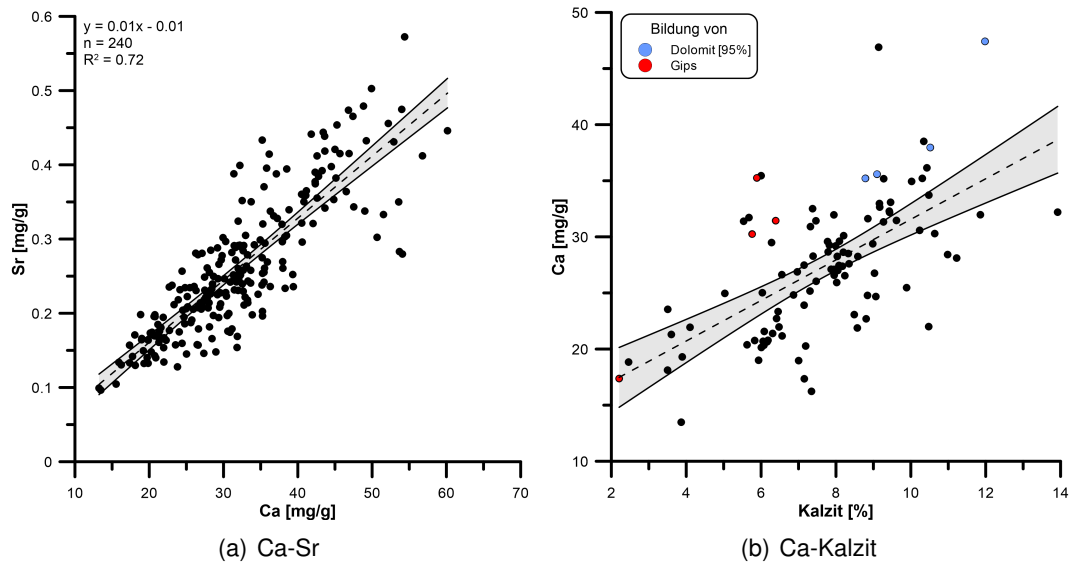 y = 0.01x - 0.01
n = 240
R² = 0.72
0.6
0.5
0.4
0.3
0.2
0.1
0
Sr [mg/g]
10 20 30 40 50 60 70
Ca [mg/g]
(a) Ca-Sr
Bildung von
Dolomit [95%]
Gips
50
40
30
20
10
Ca [mg/g]
2 4 6 8 10 12 14
Kalzit [%]
(b) Ca-Kalzit